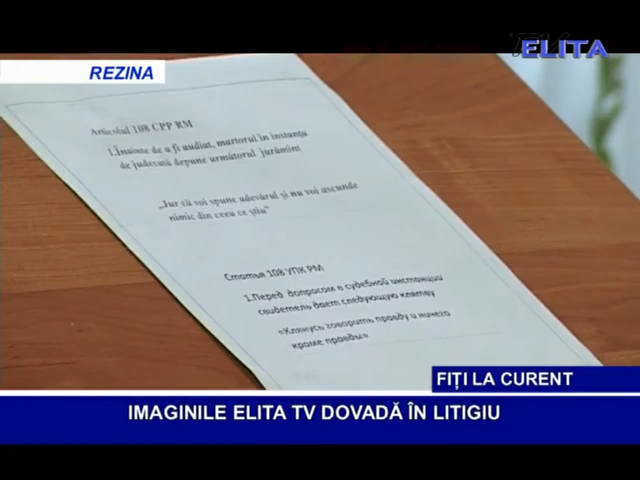 TV ELITA
REZINA
Articolul 108 CPP RM
1.Înainte de a fi audiat, martorul în instanța
de judecată depune următorul jurămînt
„Jur că voi spune adevărul și nu voi ascunde
nimic din ceea ce știu“
Статья 108 УПК РМ
1.Перед допросом в судебной инстанции
свидетель дает следующую клятву
«Клянусь говорить правду и ничего
кроме правды»
FIȚI LA CURENT
IMAGINILE ELITA TV DOVADĂ ÎN LITIGIU